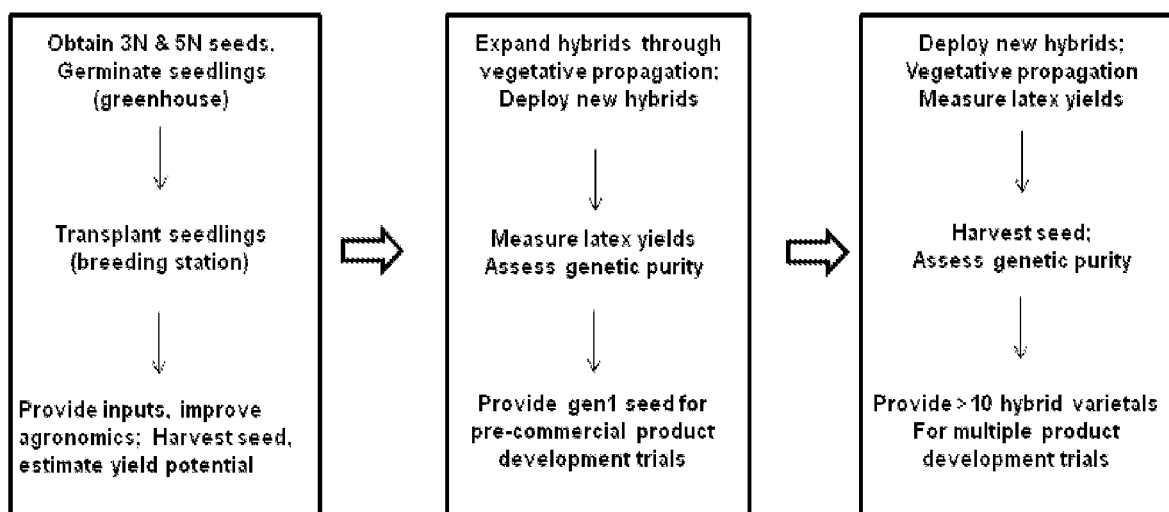 Obtain 3N & 5N seeds,
Germinate seedlings
(greenhouse)
Transplant seedlings
(breeding station)
Provide inputs, improve
agronomics; Harvest seed,
estimate yield potential
Expand hybrids through
vegetative propagation;
Deploy new hybrids
Measure latex yields
Assess genetic purity
Provide gen1 seed for
pre-commercial product
development trials
Deploy new hybrids;
Vegetative propagation
Measure latex yields
Harvest seed;
Assess genetic purity
Provide >10 hybrid varietals
For multiple product
development trials